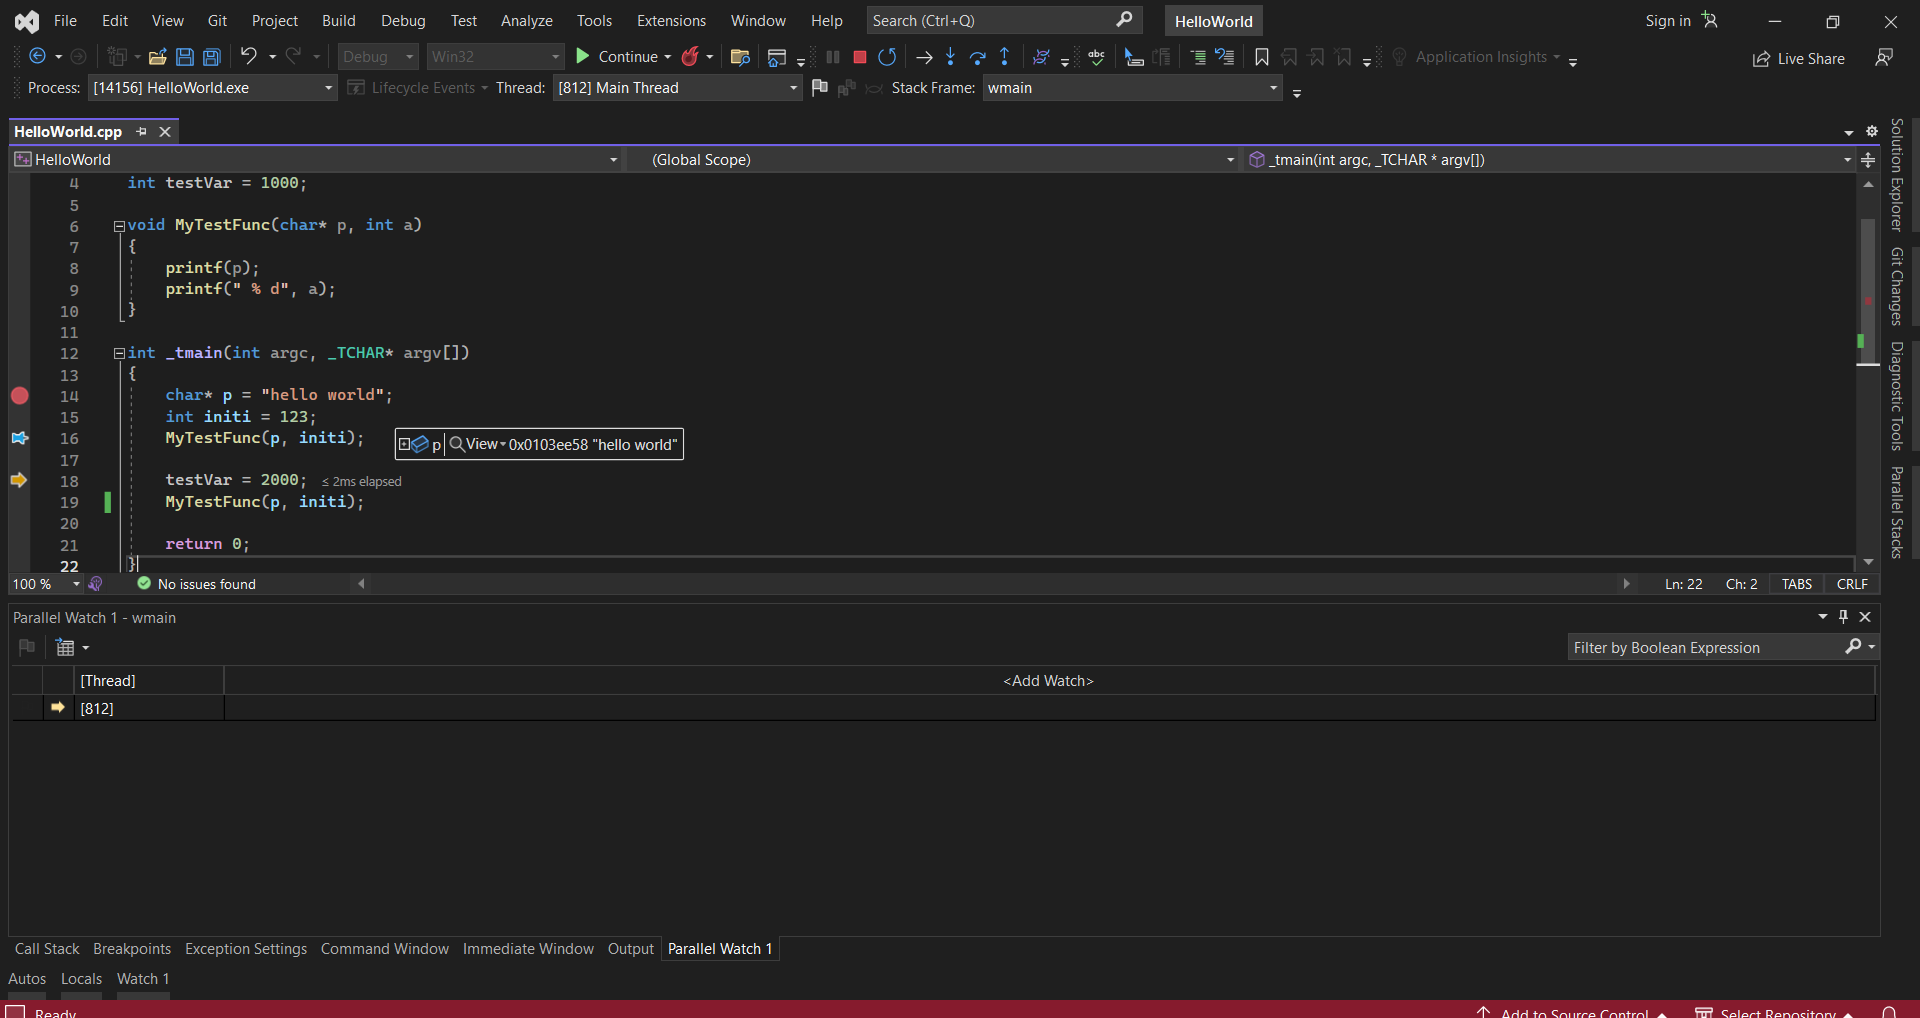 File Edit View Git Project Build Debug Test Analyze Tools Extensions Window Help Search (Ctrl+Q) HelloWorld Sign in
Debug Win32 Continue abc Application Insights Live Share
Process: [14156] HelloWorld.exe Lifecycle Events Thread: [812] Main Thread Stack Frame: wmain
HelloWorld.cpp
HelloWorld (Global Scope) _tmain(int argc, _TCHAR * argv[])
4 int testVar = 1000;
5
6 void MyTestFunc(char* p, int a)
7 {
8 printf(p);
9 printf(" % d", a);
10 }
11
12 int _tmain(int argc, _TCHAR* argv[])
13 {
14 char* p = "hello world";
15 int initi = 123;
16 MyTestFunc(p, initi);
p View 0x0103ee58 "hello world"
17
18 testVar = 2000; ≤ 2ms elapsed
19 MyTestFunc(p, initi);
20
21 return 0;
22 }
100 % No issues found Ln: 22 Ch: 2 TABS CRLF
Solution Explorer
Git Changes
Diagnostic Tools
Parallel Stacks
Parallel Watch 1 - wmain
Filter by Boolean Expression
[Thread] <Add Watch>
[812]
Call Stack Breakpoints Exception Settings Command Window Immediate Window Output Parallel Watch 1
Autos Locals Watch 1
Ready Add to Source Control Select Repository